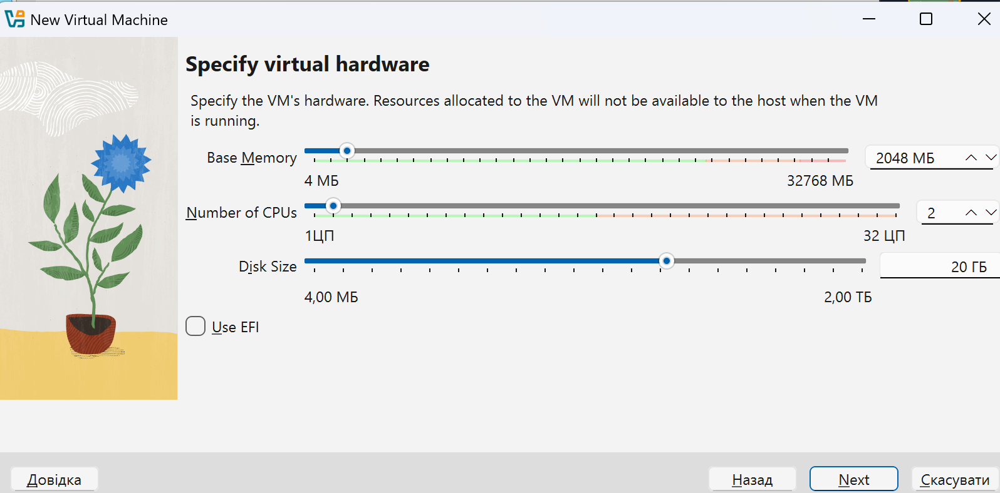 New Virtual Machine
Specify virtual hardware
Specify the VM's hardware. Resources allocated to the VM will not be available to the host when the VM
is running.
Base Memory
2048 МБ
4 МБ
32768 МБ
Number of CPUs
2
1ЦП
32 ЦП
Disk Size
20 ГБ
4,00 МБ
2,00 ТБ
Use EFI
Довідка
Назад
Next
Скасувати